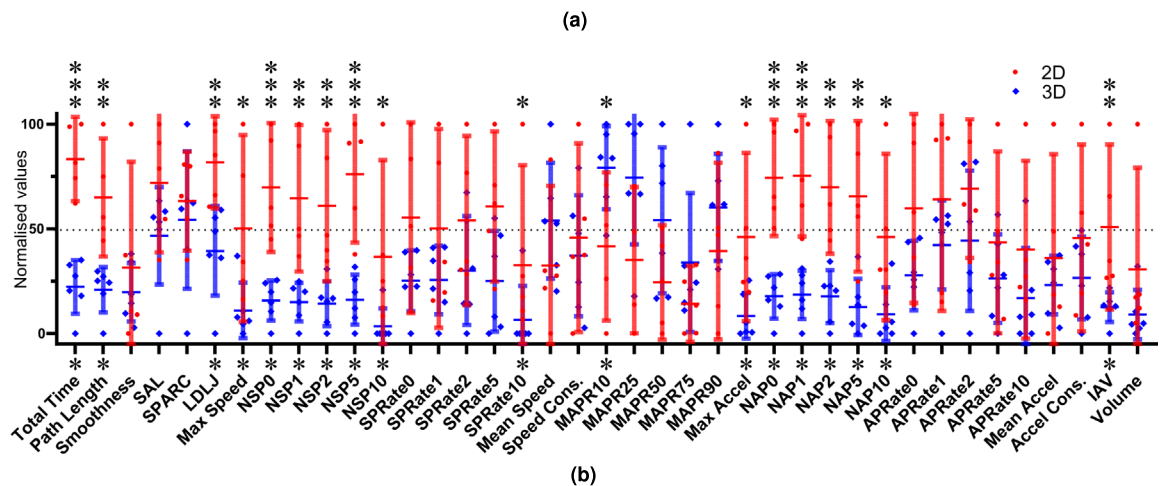 (a)
*** ** ** * *** ** ** *** * * * * *** *** ** ** * **
2D
3D
Normalised values
100
50
0
* * * * * * * * * * * * * * * * * *
Total Time
Path Length
Smoothness
SAL
SPARC
LDLJ
Max Speed
NSP0
NSP1
NSP2
NSP5
NSP10
SPRate0
SPRate1
SPRate2
SPRate5
SPRate10
Mean Speed
Speed Cons.
MAPR10
MAPR25
MAPR50
MAPR75
MAPR90
Max Accel
NAP0
NAP1
NAP2
NAP5
NAP10
APRate0
APRate1
APRate2
APRate5
APRate10
Mean Accel
Accel Cons.
IAV
Volume
(b)